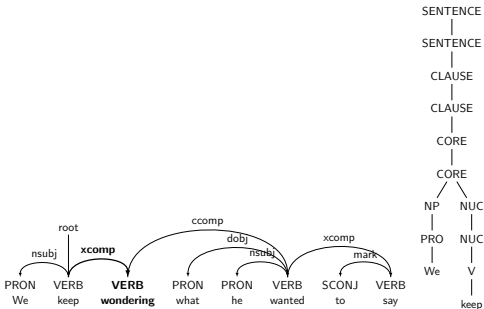 SENTENCE
SENTENCE
CLAUSE
CLAUSE
CORE
CORE
NP NUC
PRO NUC
We V
keep
root
ccomp
xcomp
dobj
xcomp
nsubj
nsubj
mark
PRON VERB VERB PRON PRON VERB SCONJ VERB
We keep wondering what he wanted to say